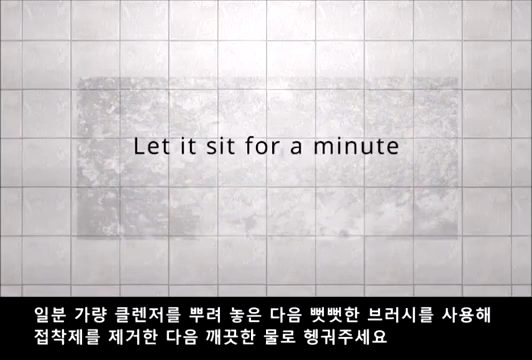 Let it sit for a minute
일분 가량 클렌저를 뿌려 놓은 다음 뻣뻣한 브러시를 사용해
접착제를 제거한 다음 깨끗한 물로 헹궈주세요